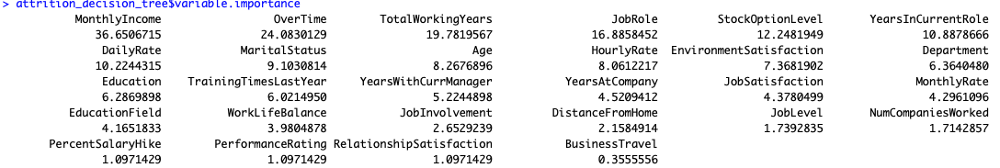 > attrition_decision_tree$variable.importance
MonthlyIncome OverTime TotalWorkingYears JobRole StockOptionLevel YearsInCurrentRole
36.6506715 24.0830129 19.7819567 16.8858452 12.2481949 10.8878666
DailyRate MaritalStatus Age HourlyRate EnvironmentSatisfaction Department
10.2244315 9.1030814 8.2676896 8.0612217 7.3681902 6.3640480
Education TrainingTimesLastYear YearsWithCurrManager YearsAtCompany JobSatisfaction MonthlyRate
6.2869898 6.0214950 5.2244898 4.5209412 4.3780499 4.2961096
EducationField WorkLifeBalance JobInvolvement DistanceFromHome JobLevel NumCompaniesWorked
4.1651833 3.9804878 2.6529239 2.1584914 1.7392835 1.7142857
PercentSalaryHike PerformanceRating RelationshipSatisfaction BusinessTravel
1.0971429 1.0971429 1.0971429 0.3555556